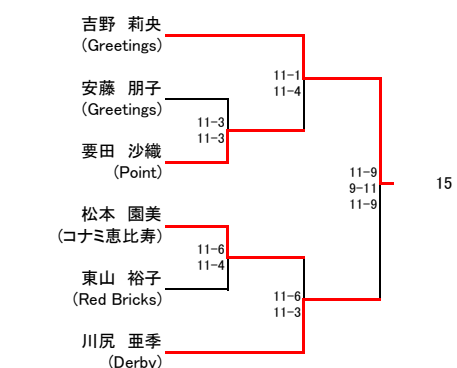 吉野　莉央
(Greetings)
11-1
11-4
安藤　朋子
(Greetings)
11-3
11-3
要田　沙織
(Point)
11-9
9-11
11-9
15
松本　園美
(コナミ恵比寿)
11-6
11-4
東山　裕子
(Red Bricks)
11-6
11-3
川尻　亜季
(Derby)